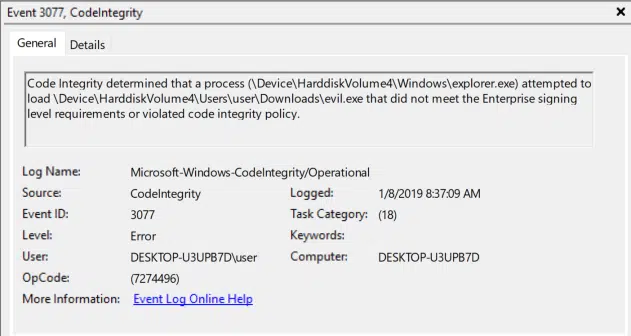 Event 3077, CodeIntegrity
General Details
Code Integrity determined that a process (\Device\HarddiskVolume4\Windows\explorer.exe) attempted to
load \Device\HarddiskVolume4\Users\user\Downloads\evil.exe that did not meet the Enterprise signing
level requirements or violated code integrity policy.
Log Name: Microsoft-Windows-CodeIntegrity/Operational
Source: CodeIntegrity Logged: 1/8/2019 8:37:09 AM
Event ID: 3077 Task Category: (18)
Level: Error Keywords:
User: DESKTOP-U3UPB7D\user Computer: DESKTOP-U3UPB7D
OpCode: (7274496)
More Information: Event Log Online Help